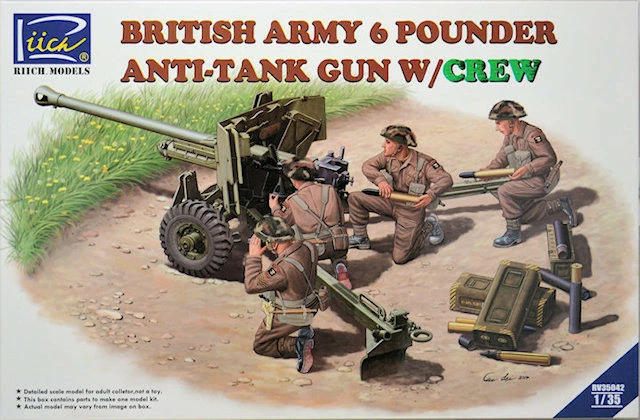 Riich
®
RIICH MODELS
BRITISH ARMY 6 POUNDER
ANTI-TANK GUN W/CREW
★ Detailed scale model for adult colletor,not a toy.
★ This box contains parts to make one model kit.
★ Actual model may vary from image on box.
RV35042
1/35